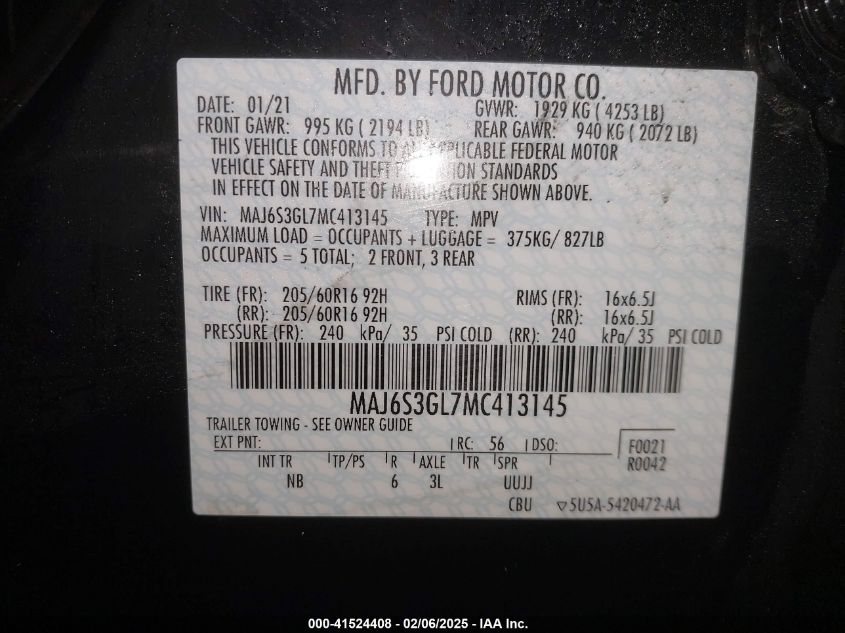 MFD. BY FORD MOTOR CO.
DATE: 01/21 GVWR: 1929 KG ( 4253 LB)
FRONT GAWR: 995 KG ( 2194 LB) REAR GAWR: 940 KG ( 2072 LB)
THIS VEHICLE CONFORMS TO ALL APPLICABLE FEDERAL MOTOR
VEHICLE SAFETY AND THEFT PREVENTION STANDARDS
IN EFFECT ON THE DATE OF MANUFACTURE SHOWN ABOVE.
VIN: MAJ6S3GL7MC413145 TYPE: MPV
MAXIMUM LOAD = OCCUPANTS + LUGGAGE = 375KG/ 827LB
OCCUPANTS = 5 TOTAL; 2 FRONT, 3 REAR
TIRE (FR): 205/60R16 92H RIMS (FR): 16x6.5J
(RR): 205/60R16 92H (RR): 16x6.5J
PRESSURE (FR): 240 kPa/ 35 PSI COLD (RR): 240 kPa/ 35 PSI COLD
MAJ6S3GL7MC413145
TRAILER TOWING - SEE OWNER GUIDE
EXT PNT: RC: 56 DSO: F0021
R0042
INT TR TP/PS R AXLE TR SPR
NB 6 3L UUJJ
CBU ▽5U5A-5420472-AA
000-41524408 - 02/06/2025 - IAA Inc.